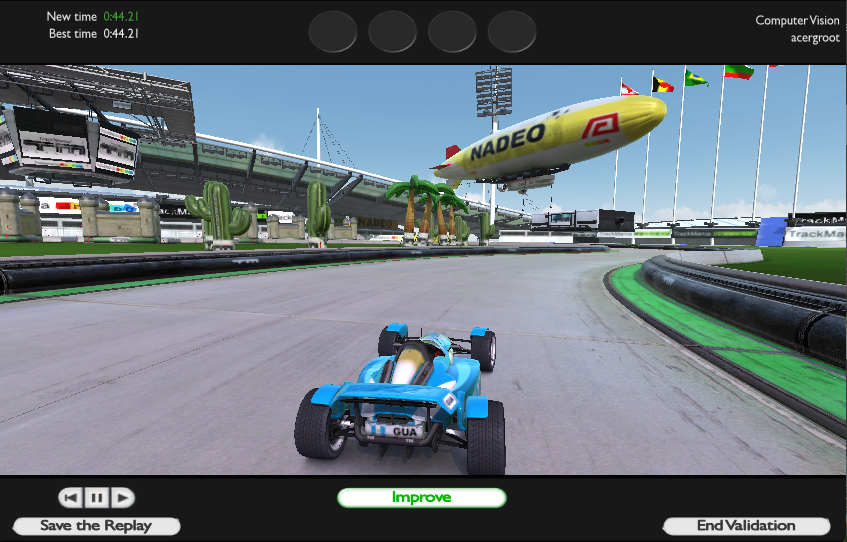 New time 0:44.21
Best time 0:44.21
Computer Vision
acergroot
NADEO
NADEO
TrackMa
GUA
Improve
Save the Replay
End Validation